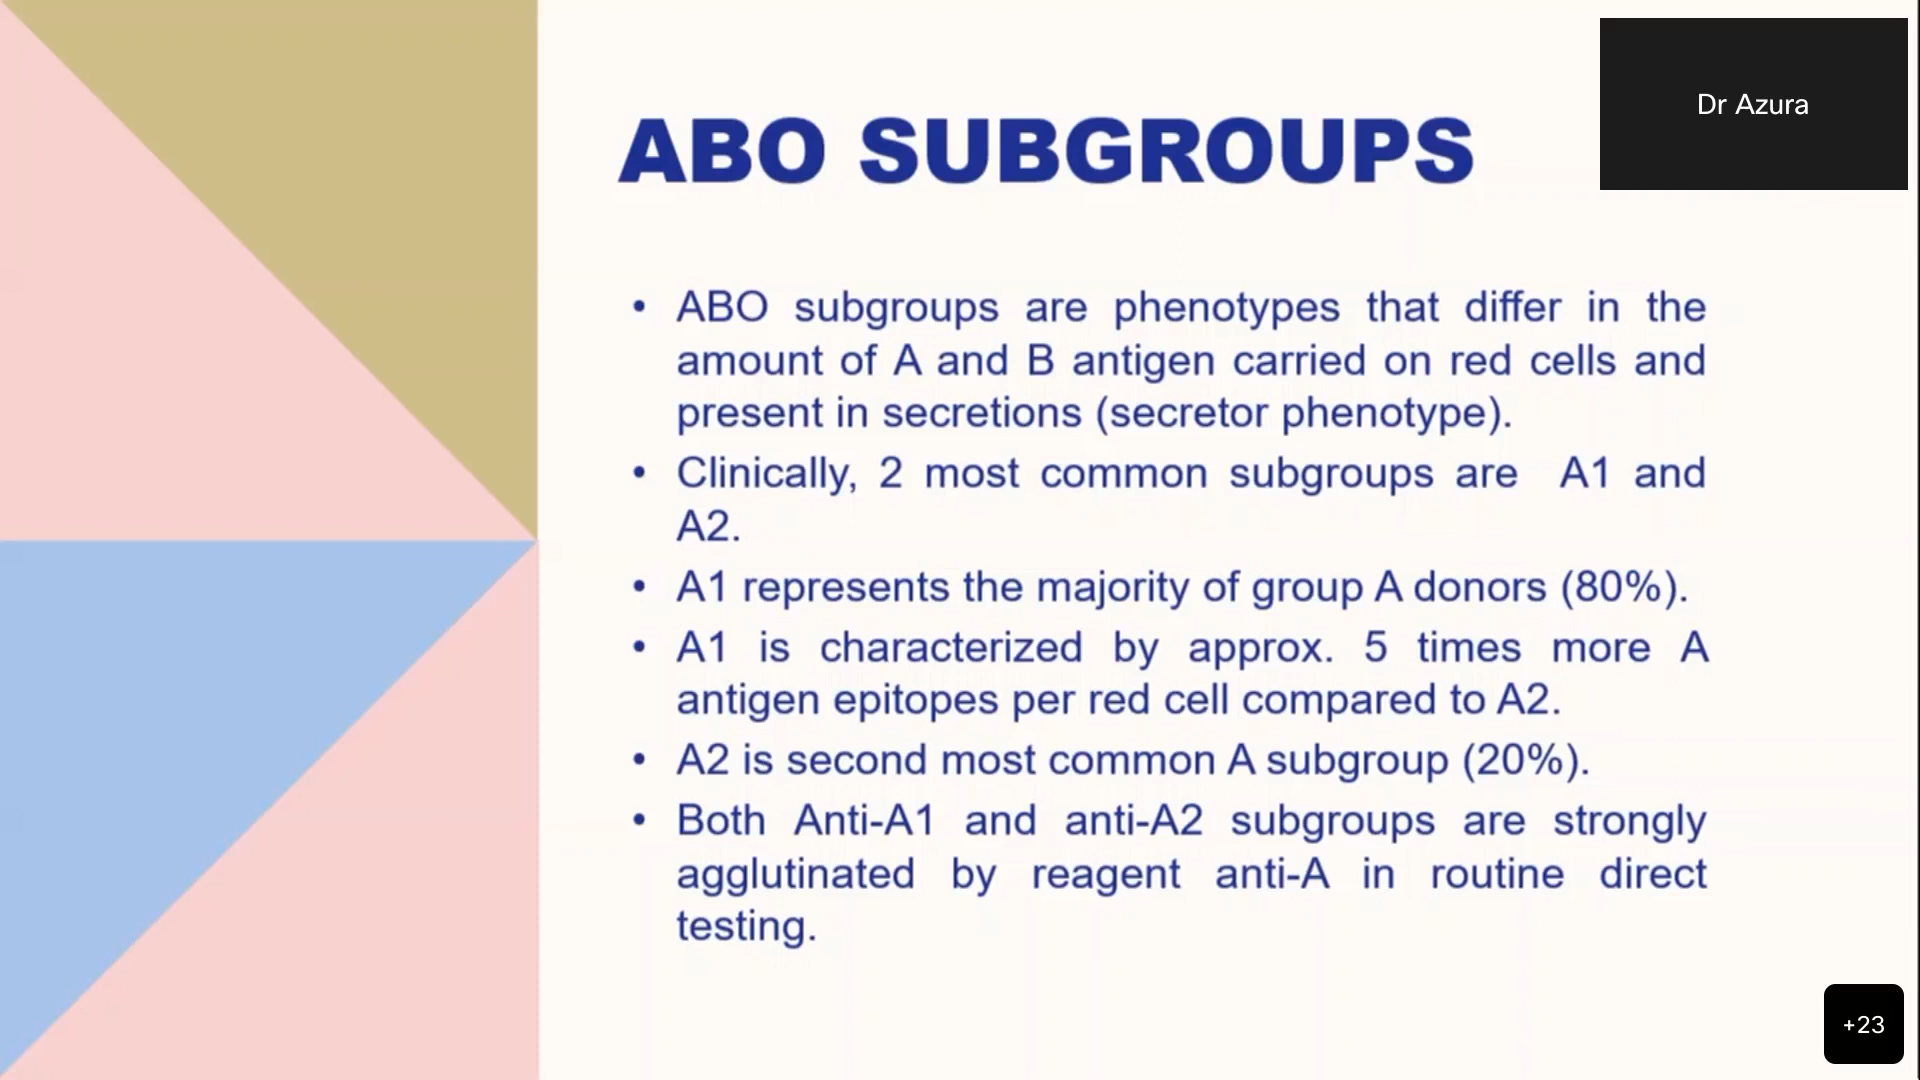 ABO SUBGROUPS
Dr Azura
• ABO subgroups are phenotypes that differ in the
amount of A and B antigen carried on red cells and
present in secretions (secretor phenotype).
• Clinically, 2 most common subgroups are A1 and
A2.
• A1 represents the majority of group A donors (80%).
• A1 is characterized by approx. 5 times more A
antigen epitopes per red cell compared to A2.
• A2 is second most common A subgroup (20%).
• Both Anti-A1 and anti-A2 subgroups are strongly
agglutinated by reagent anti-A in routine direct
testing.
+23